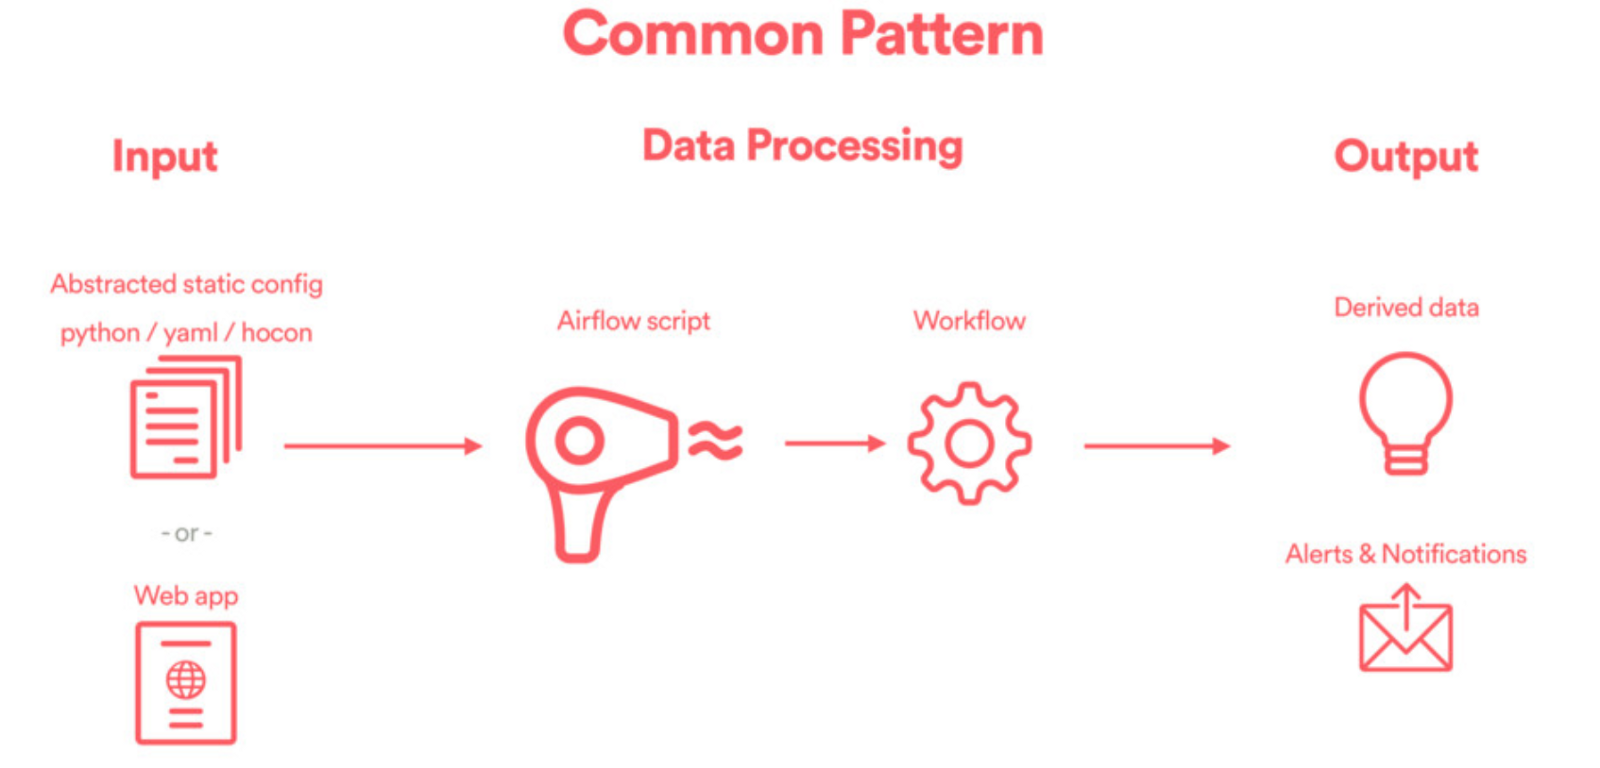 Common Pattern
Input
Data Processing
Output
Abstracted static config
python / yaml / hocon
- or -
Web app
Airflow script
Workflow
Derived data
Alerts & Notifications